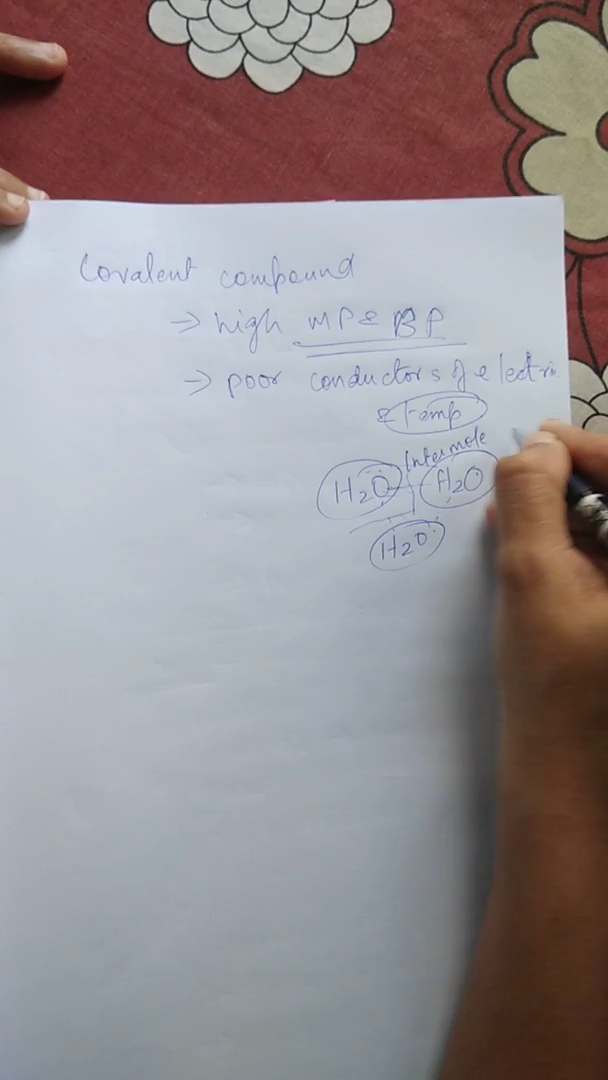 Covalent compound
→ high MP & BP
→ poor conductors of electri
& temp
Intermole
H₂O H₂O
H₂O